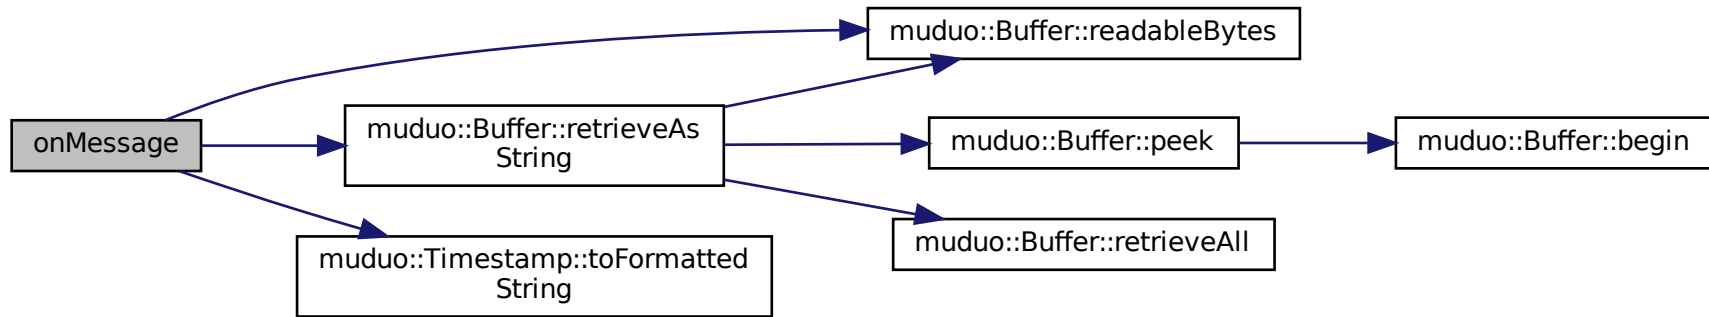 muduo::Buffer::readableBytes
onMessage
muduo::Buffer::retrieveAs
String
muduo::Buffer::peek
muduo::Buffer::begin
muduo::Buffer::retrieveAll
muduo::Timestamp::toFormatted
String